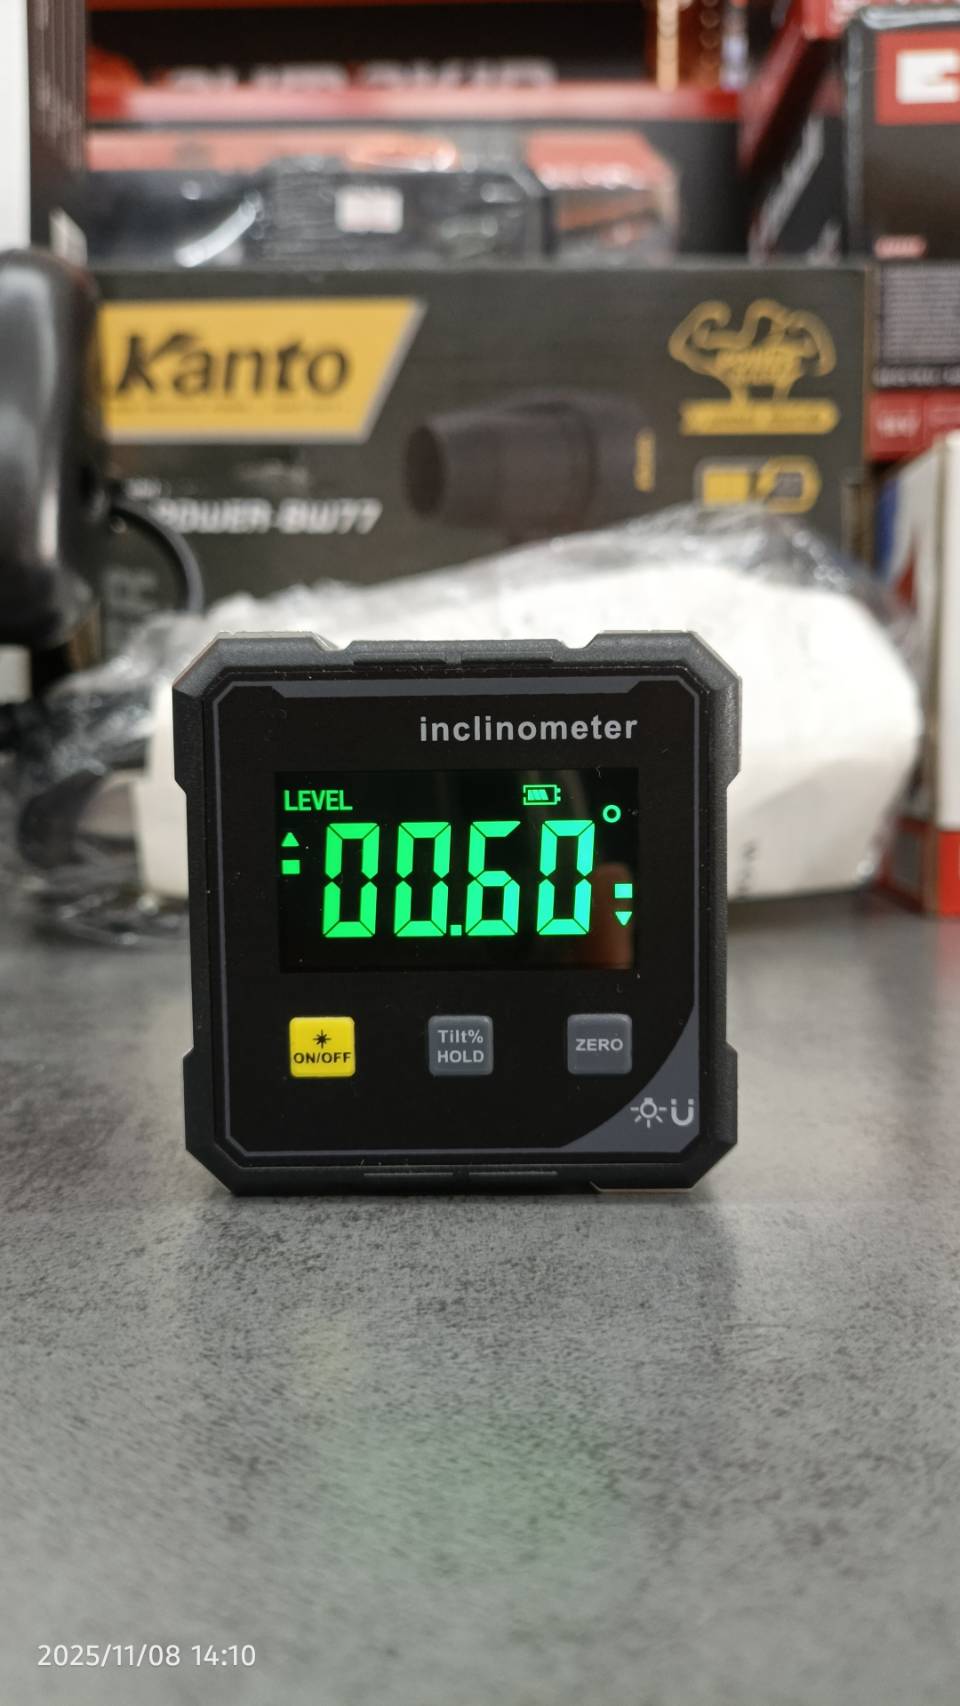 Kanto
POWER-BW77
inclinometer
LEVEL
00.60°
ON/OFF
Tilt%
HOLD
ZERO
2025/11/08 14:10